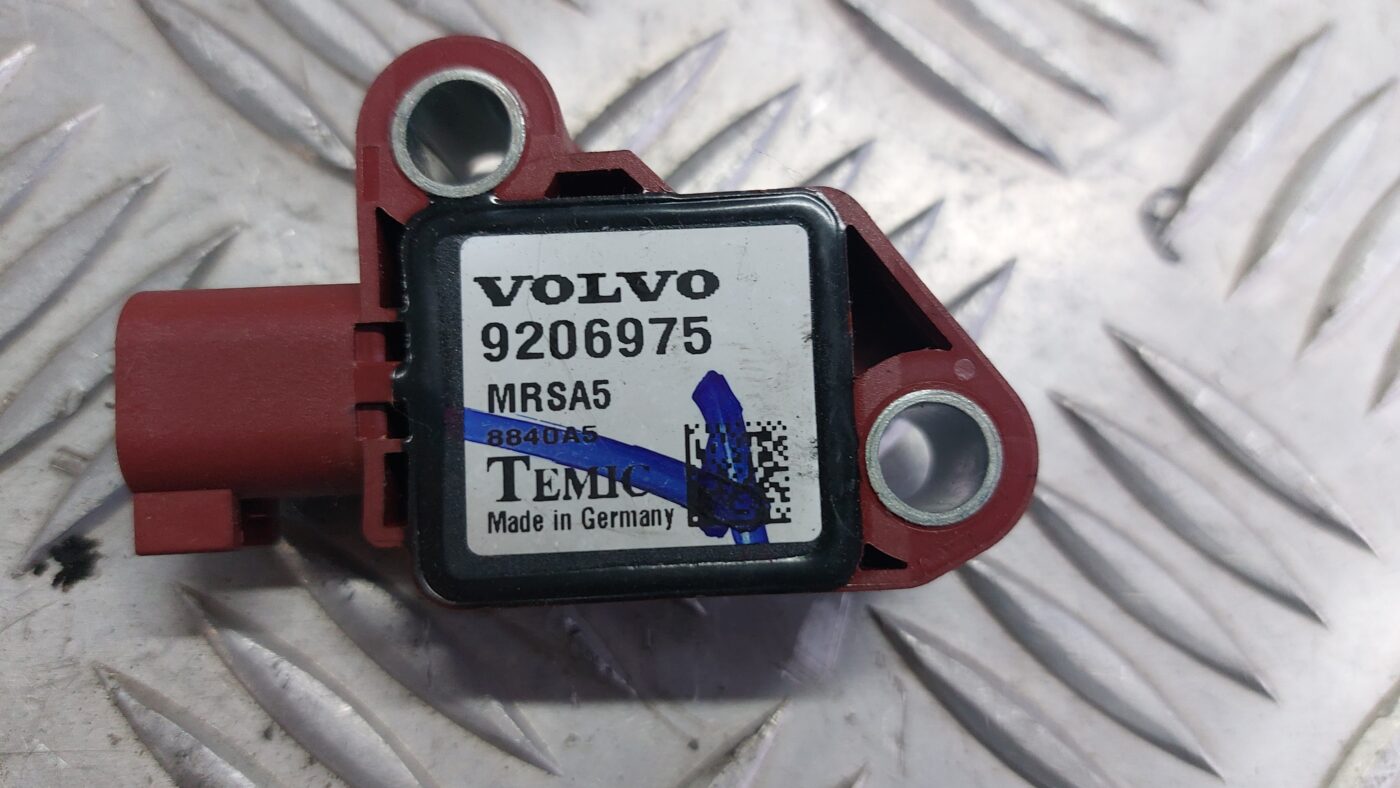 VOLVO
9206975
MRSA5
8840A5
TEMIC
Made in Germany